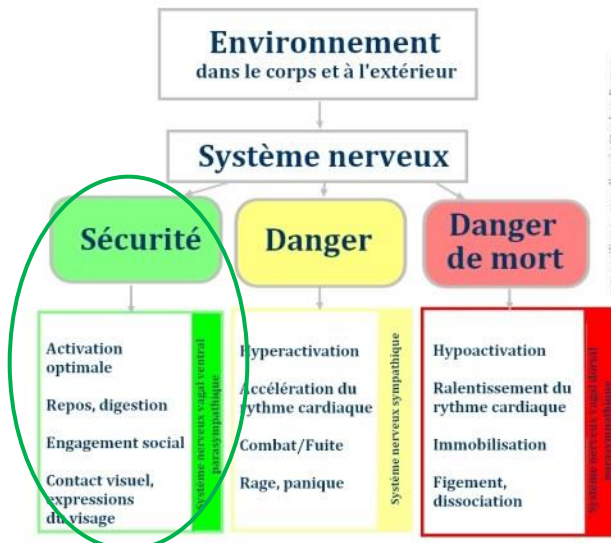 Environnement
dans le corps et à l'extérieur
Système nerveux
Sécurité
Danger
Danger
de mort
Activation
optimale
Repos, digestion
Engagement social
Contact visuel,
expressions
du visage
Système nerveux vagal ventral
parasympathique
Hyperactivation
Accélération du
rythme cardiaque
Combat/Fuite
Rage, panique
Système nerveux sympathique
Hypoactivation
Ralentissement du
rythme cardiaque
Immobilisation
Figement,
dissociation
Système nerveux vagal dorsal